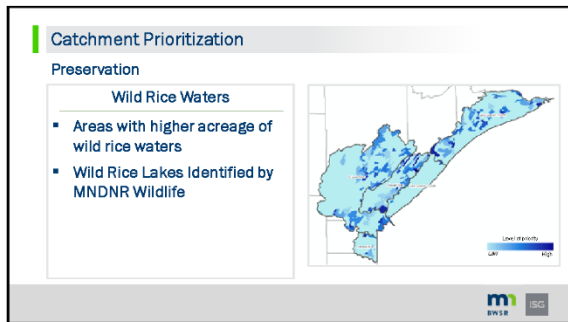 Catchment Prioritization
Preservation
Wild Rice Waters
▪ Areas with higher acreage of
wild rice waters
▪ Wild Rice Lakes Identified by
MNDNR Wildlife
Level of priority
Low
High
mn
BWSR
ISG